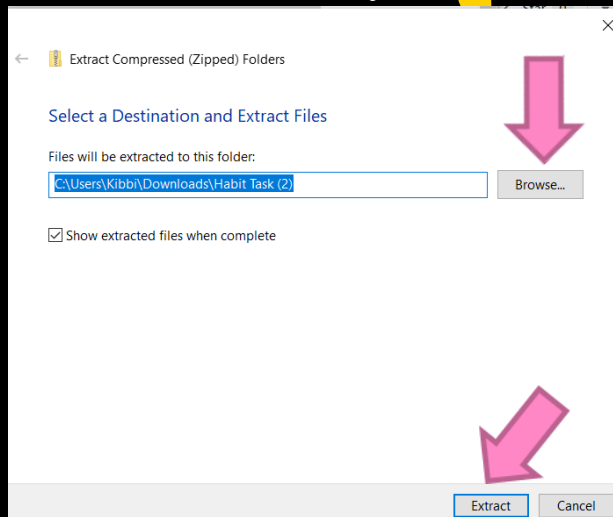 Extract Compressed (Zipped) Folders
Select a Destination and Extract Files
Files will be extracted to this folder:
C:\Users\Kibbi\Downloads\Habit Task (2)
Browse...
Show extracted files when complete
Extract
Cancel